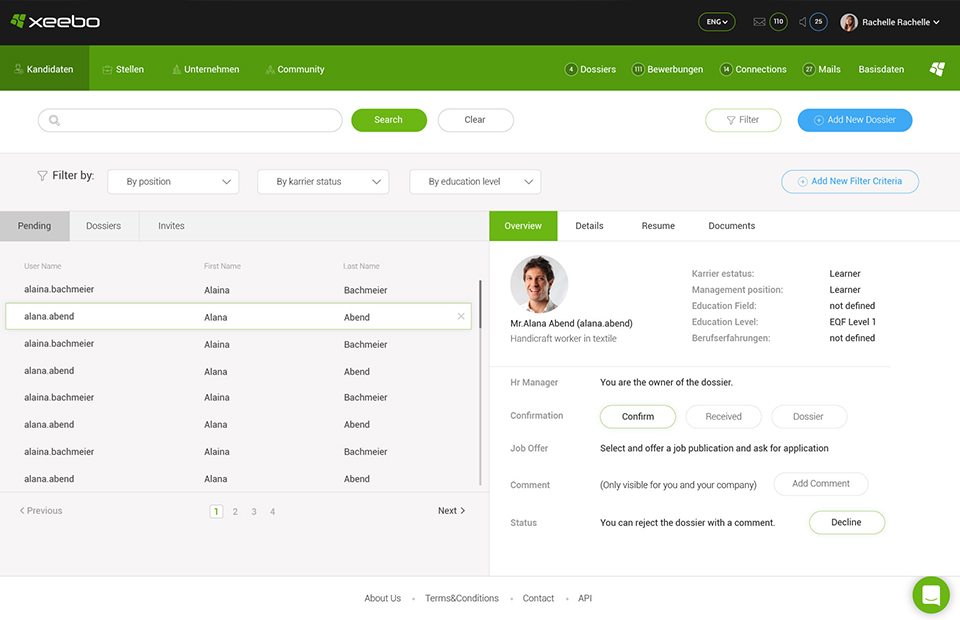 xeebo
ENG 110 25 Rachelle Rachelle
Kandidaten Stellen Unternehmen Community 4 Dossiers 111 Bewerbungen 14 Connections 27 Mails Basisdaten
Search Clear Filter Add New Dossier
Filter by: By position By karrier status By education level Add New Filter Criteria
Pending Dossiers Invites
User Name First Name Last Name
alaina.bachmeier Alaina Bachmeier
alana.abend Alana Abend
alaina.bachmeier Alaina Bachmeier
alana.abend Alana Abend
alaina.bachmeier Alaina Bachmeier
alana.abend Alana Abend
alaina.bachmeier Alaina Bachmeier
alana.abend Alana Abend
Previous 1 2 3 4 Next
Overview Details Resume Documents
Mr.Alana Abend (alana.abend)
Handicraft worker in textile
Karrier estatus: Learner
Management position: Learner
Education Field: not defined
Education Level: EQF Level 1
Berufserfahrungen: not defined
Hr Manager You are the owner of the dossier.
Confirmation Confirm Received Dossier
Job Offer Select and offer a job publication and ask for application
Comment (Only visible for you and your company) Add Comment
Status You can reject the dossier with a comment. Decline
About Us Terms&Conditions Contact API